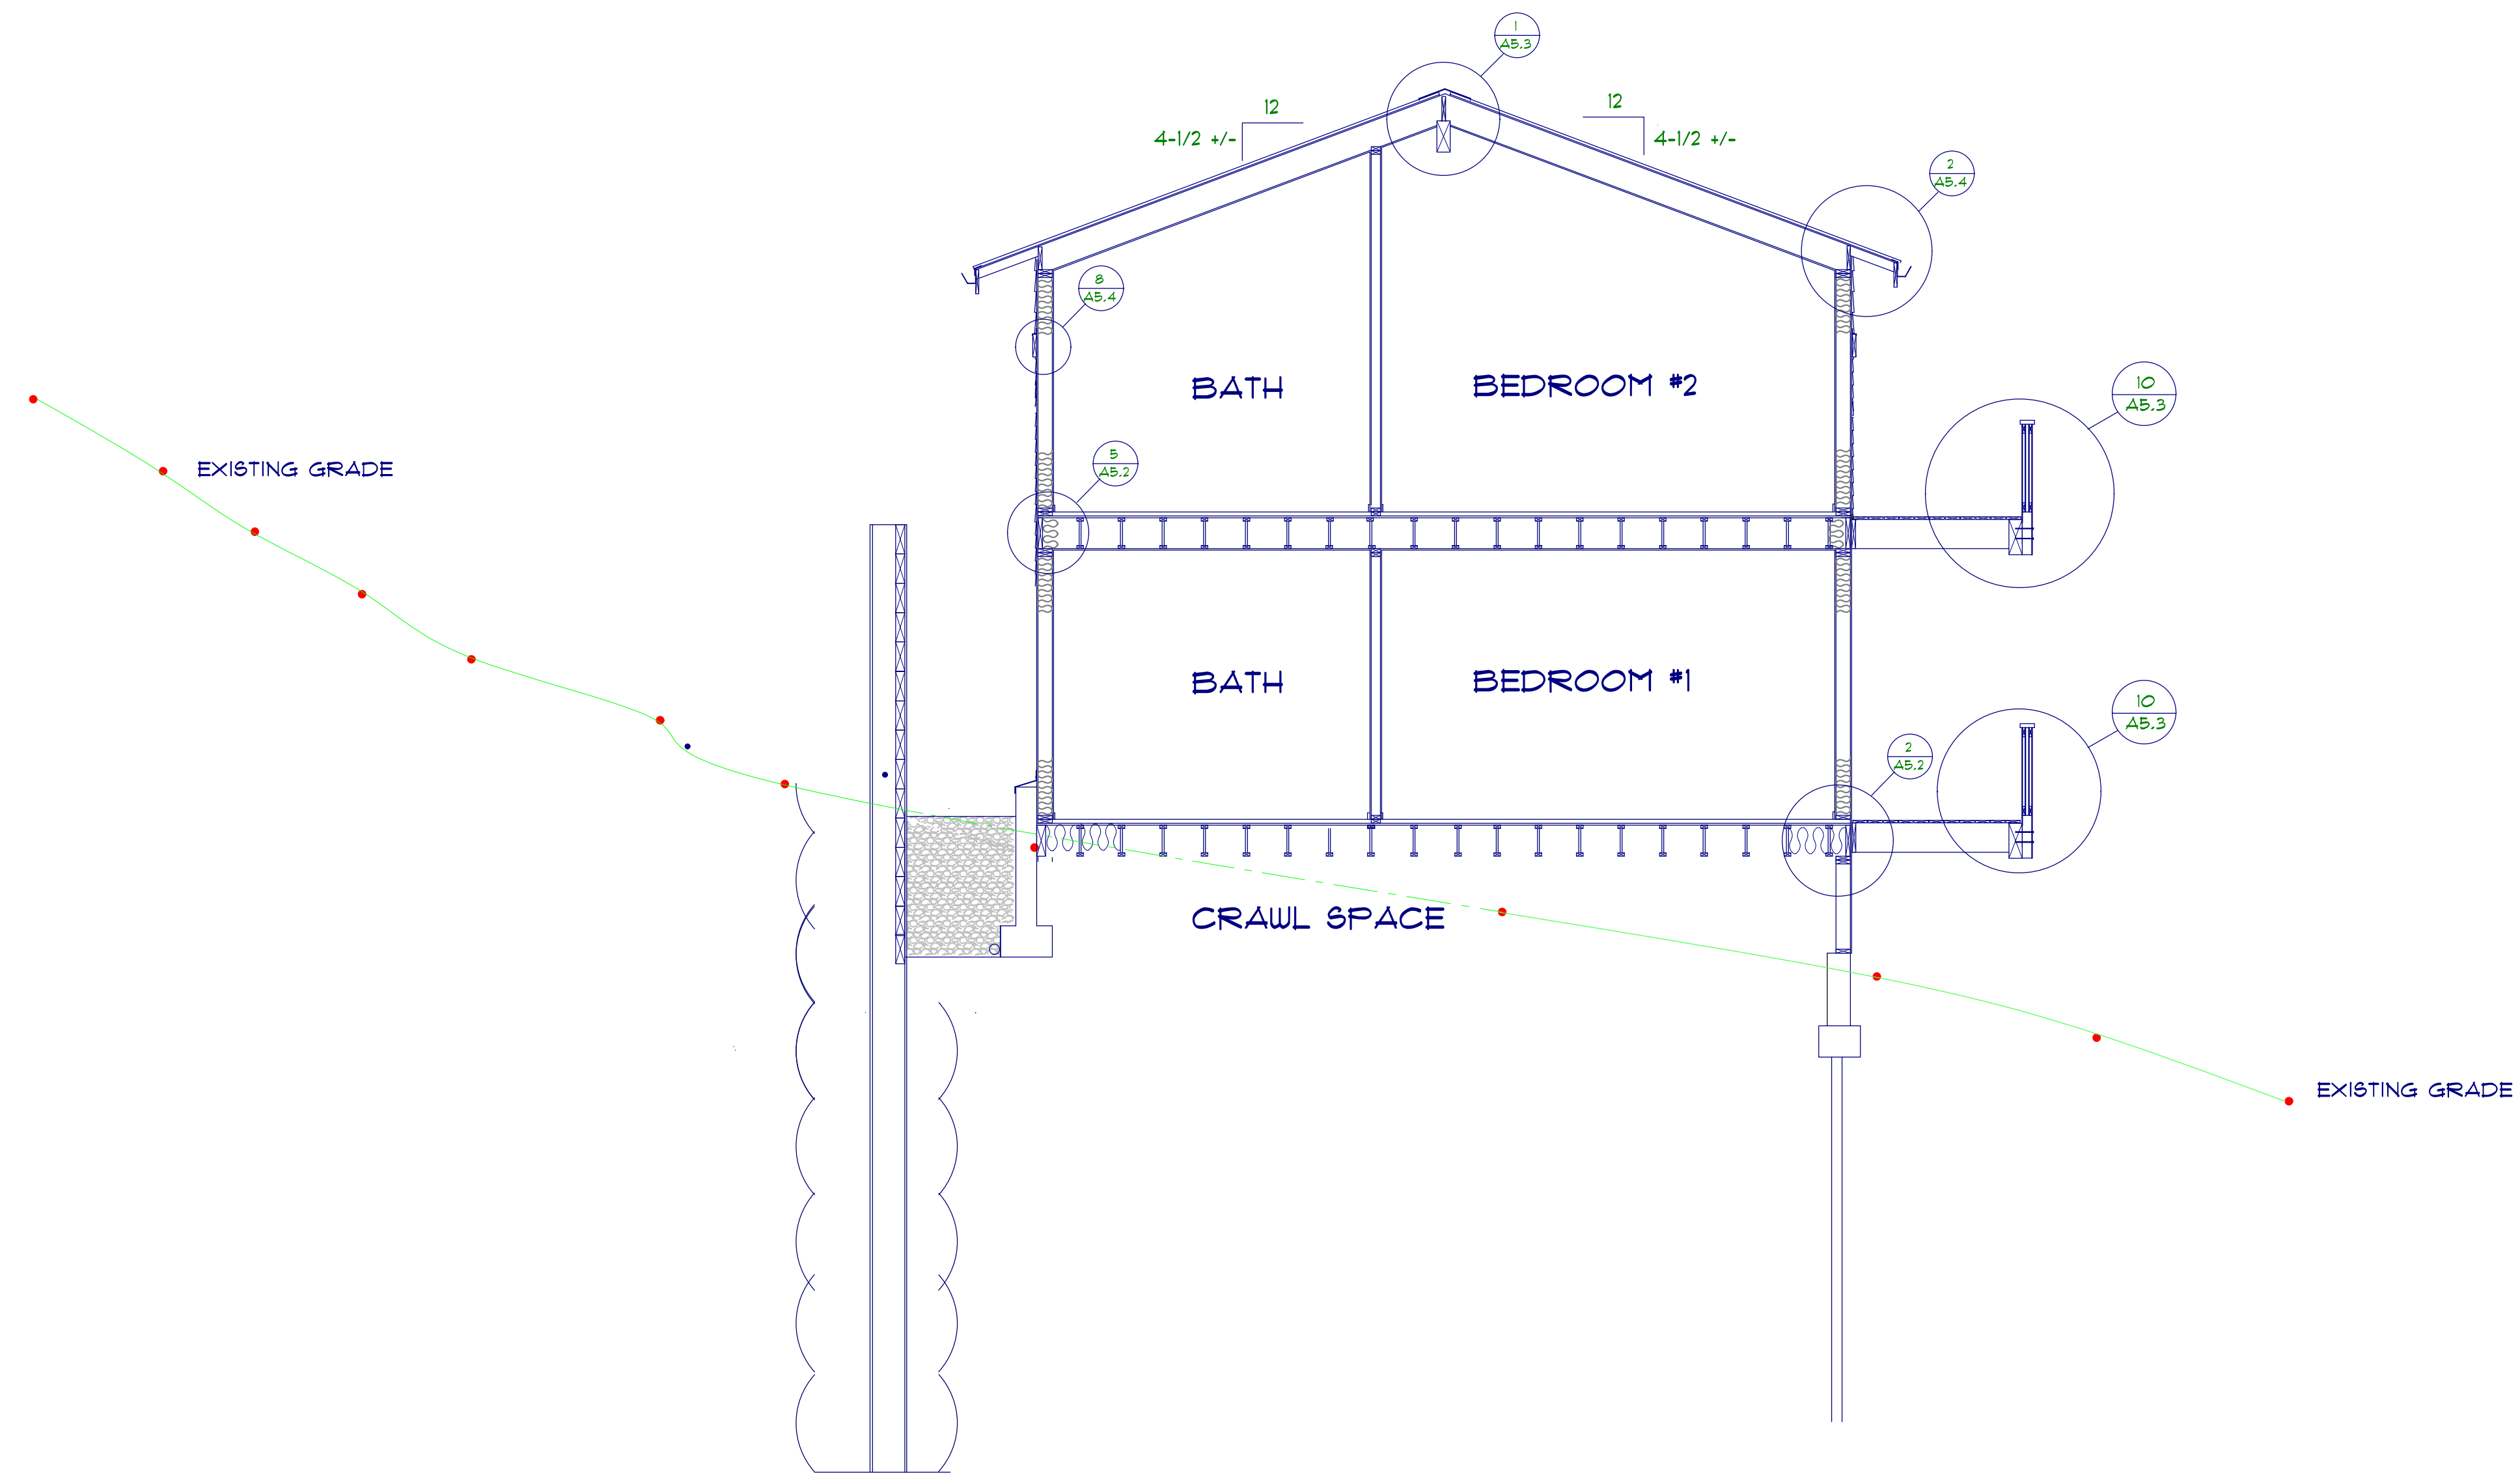 1
A5.3
12
4-1/2 +/-
12
4-1/2 +/-
2
A5.4
8
A5.4
BATH
BEDROOM #2
10
A5.3
EXISTING GRADE
5
A5.2
BATH
BEDROOM #1
10
A5.3
2
A5.2
CRAWL SPACE
EXISTING GRADE